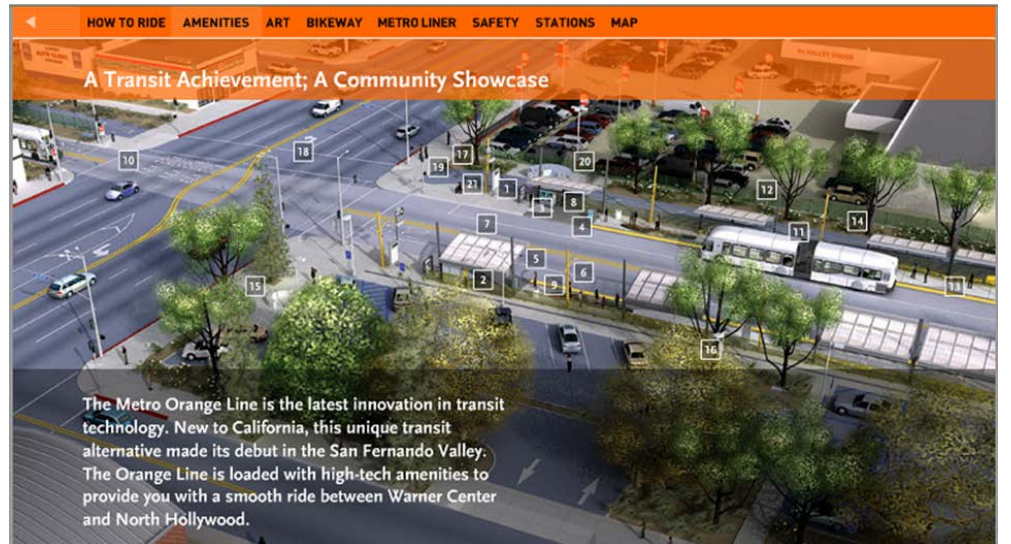 HOW TO RIDE AMENITIES ART BIKEWAY METRO LINER SAFETY STATIONS MAP
A Transit Achievement; A Community Showcase
10
18
17
19
20
21
1
12
8
3
14
7
4
11
5
6
15
2
9
13
16
The Metro Orange Line is the latest innovation in transit
technology. New to California, this unique transit
alternative made its debut in the San Fernando Valley.
The Orange Line is loaded with high-tech amenities to
provide you with a smooth ride between Warner Center
and North Hollywood.